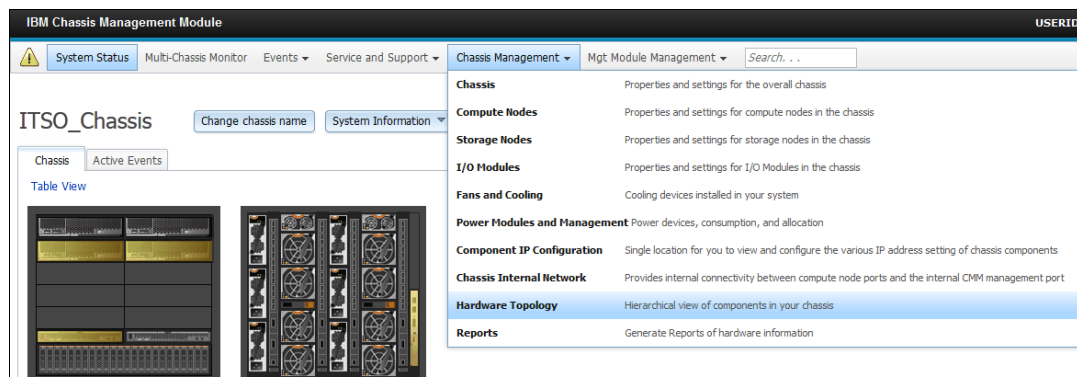 IBM Chassis Management Module USERID
System Status Multi-Chassis Monitor Events Service and Support Chassis Management Mgt Module Management Search. . .
ITSO_Chassis Change chassis name System Information
Chassis Active Events
Table View
Chassis Properties and settings for the overall chassis
Compute Nodes Properties and settings for compute nodes in the chassis
Storage Nodes Properties and settings for storage nodes in the chassis
I/O Modules Properties and settings for I/O Modules in the chassis
Fans and Cooling Cooling devices installed in your system
Power Modules and Management Power devices, consumption, and allocation
Component IP Configuration Single location for you to view and configure the various IP address setting of chassis components
Chassis Internal Network Provides internal connectivity between compute node ports and the internal CMM management port
Hardware Topology Hierarchical view of components in your chassis
Reports Generate Reports of hardware information